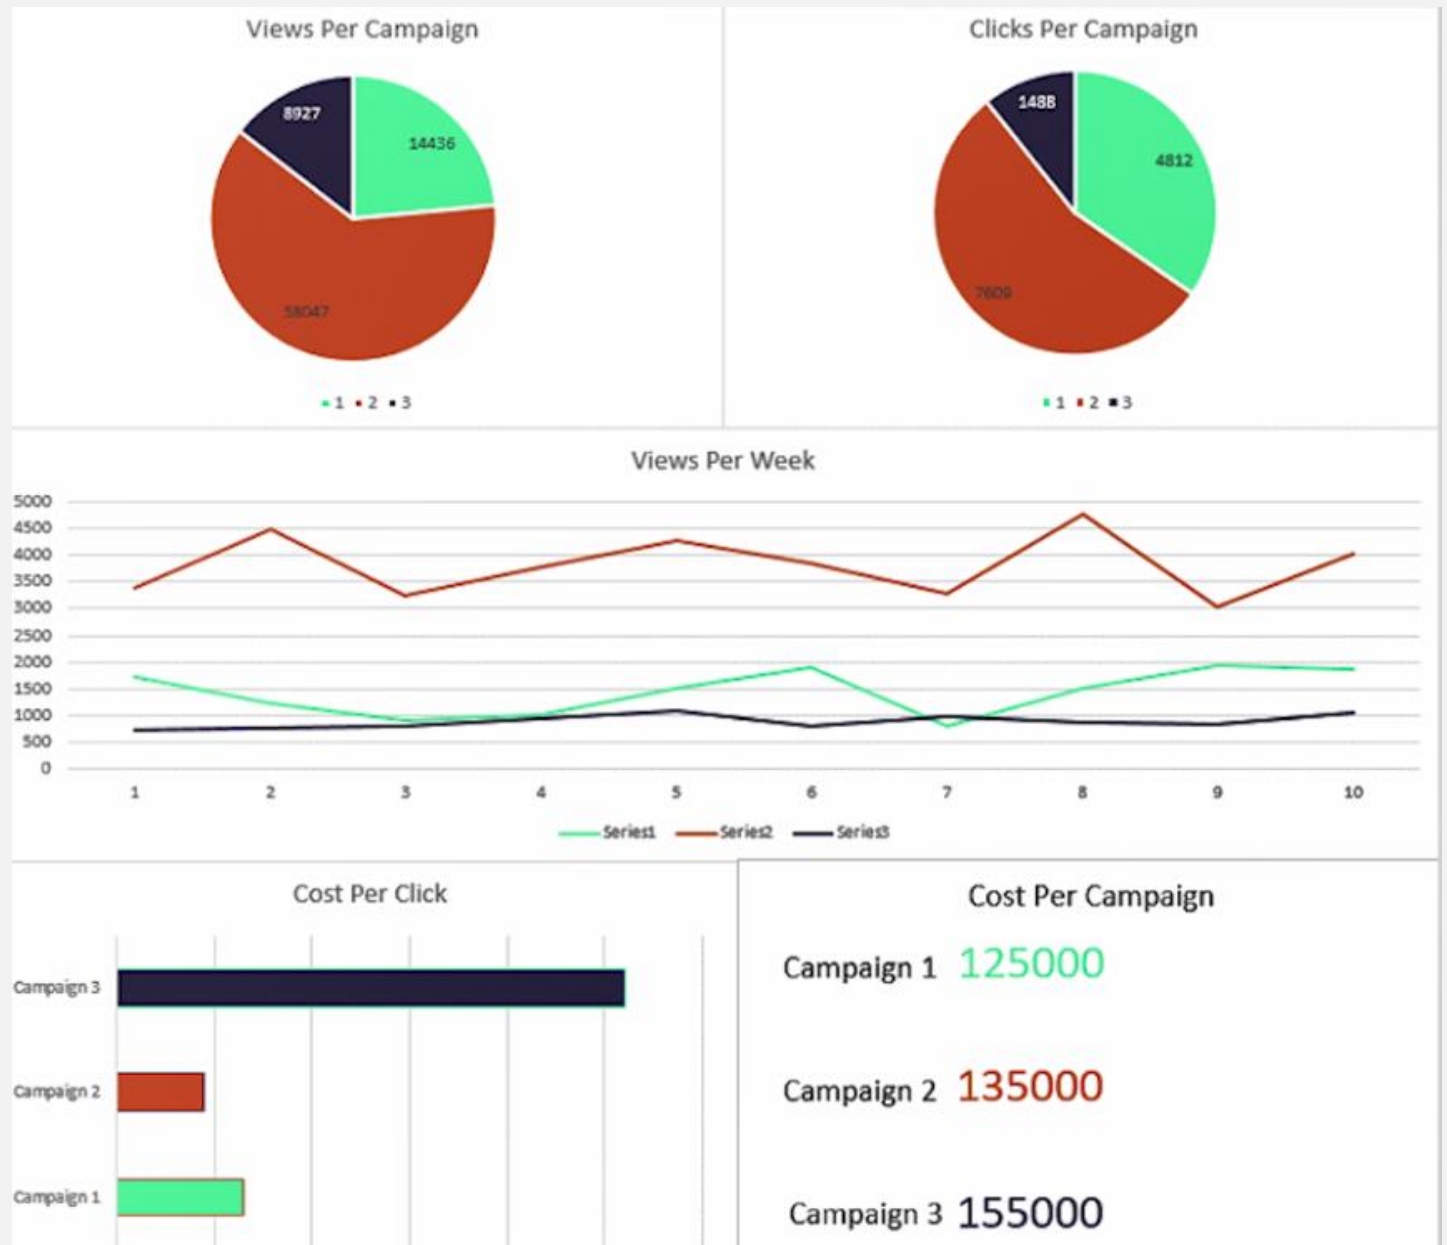 Views Per Campaign
8927
14436
38047
1 2 3
Clicks Per Campaign
1488
4812
7609
1 2 3
Views Per Week
5000
4500
4000
3500
3000
2500
2000
1500
1000
500
0
1 2 3 4 5 6 7 8 9 10
Series1 Series2 Series3
Cost Per Click
Campaign 3
Campaign 2
Campaign 1
Cost Per Campaign
Campaign 1 125000
Campaign 2 135000
Campaign 3 155000